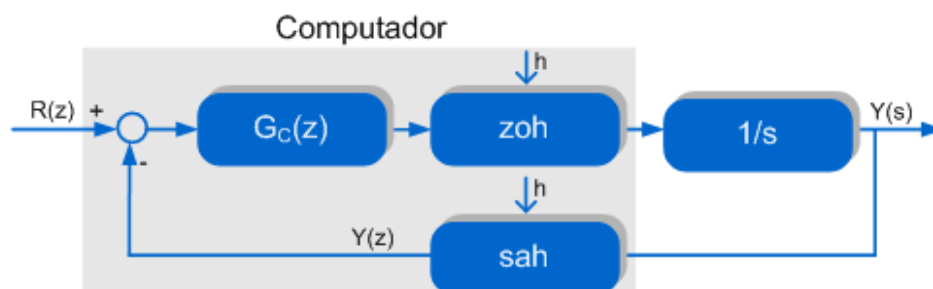 Computador
h
R(z) + G_C(z) zoh 1/s Y(s)
-
h
Y(z) sah